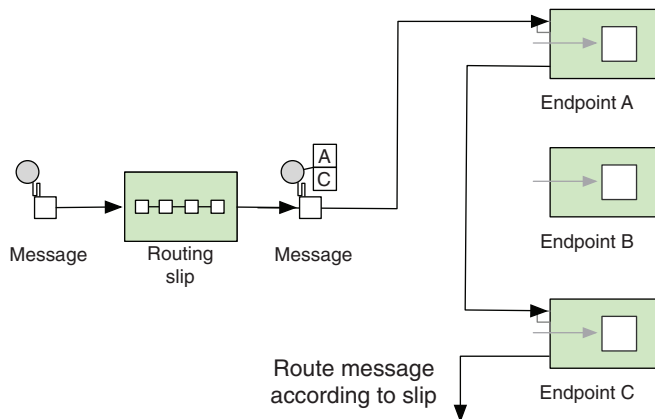 Endpoint A
A
C
Message
Routing
slip
Message
Endpoint B
Route message
according to slip
Endpoint C